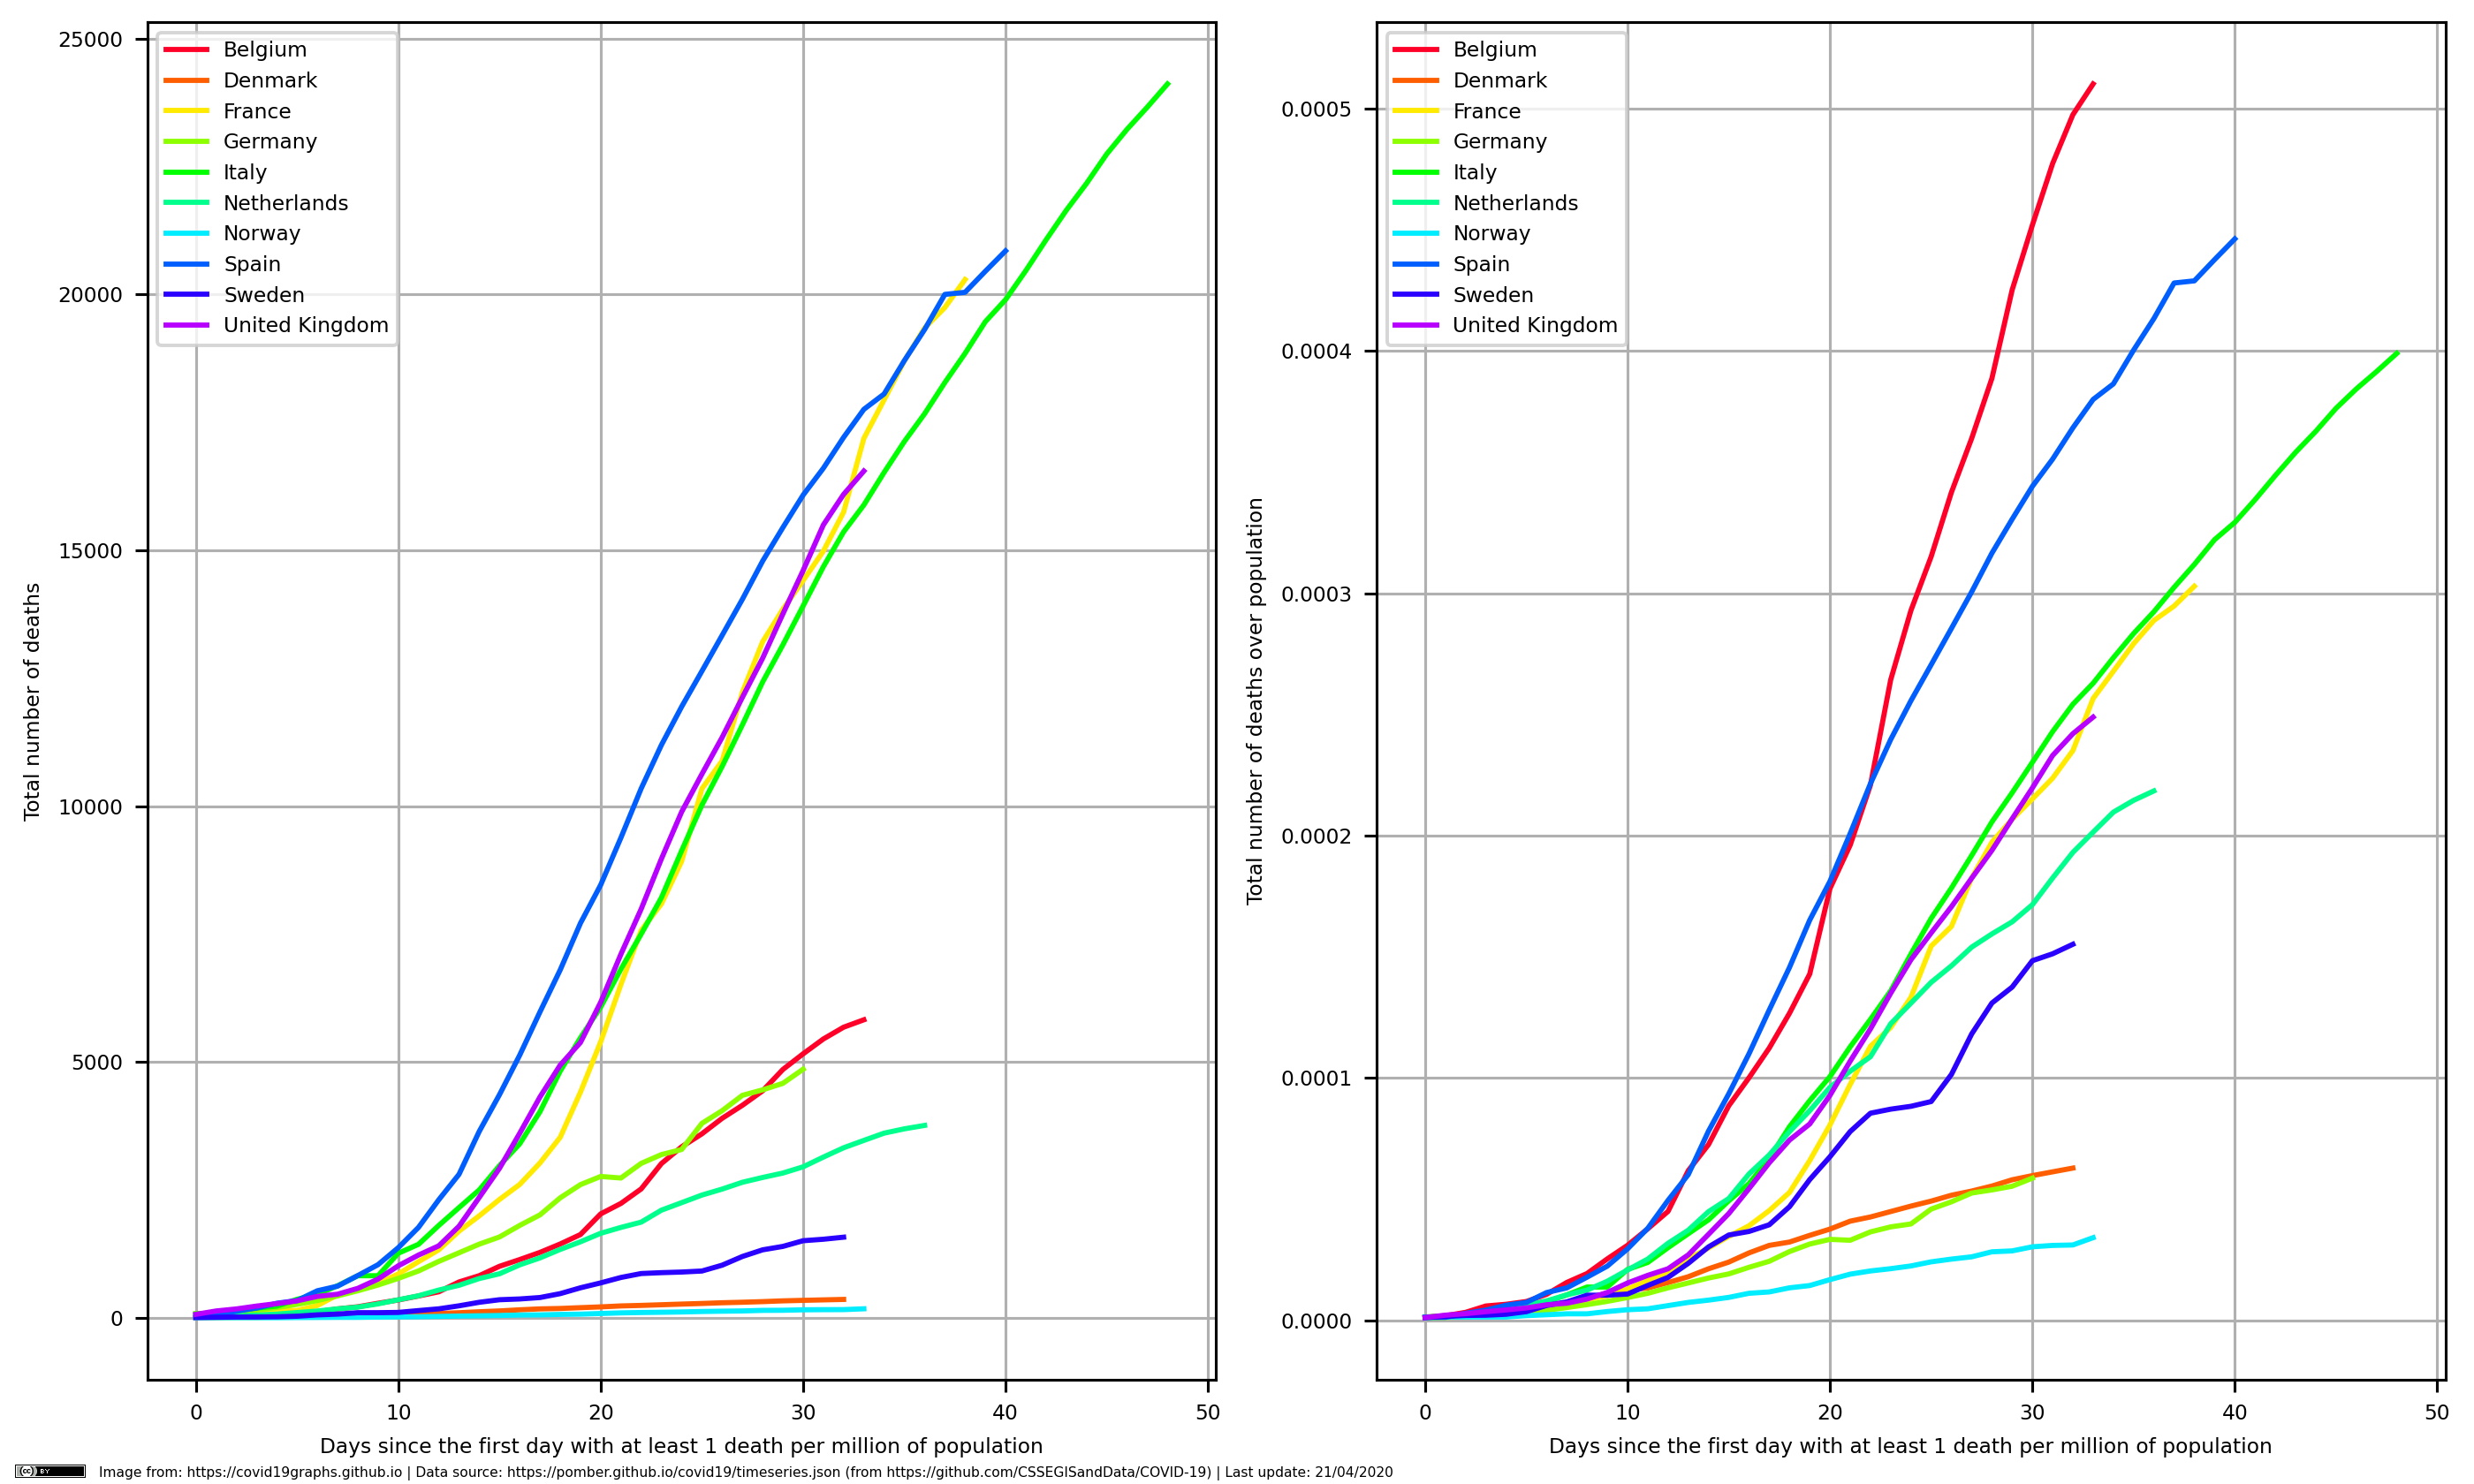 Total number of deaths
25000
20000
15000
10000
5000
0
Belgium
Denmark
France
Germany
Italy
Netherlands
Norway
Spain
Sweden
United Kingdom
0 10 20 30 40 50
Days since the first day with at least 1 death per million of population
Total number of deaths over population
0.0005
0.0004
0.0003
0.0002
0.0001
0.0000
Belgium
Denmark
France
Germany
Italy
Netherlands
Norway
Spain
Sweden
United Kingdom
0 10 20 30 40 50
Days since the first day with at least 1 death per million of population
(cc) BY Image from: https://covid19graphs.github.io | Data source: https://pomber.github.io/covid19/timeseries.json (from https://github.com/CSSEGISandData/COVID-19) | Last update: 21/04/2020